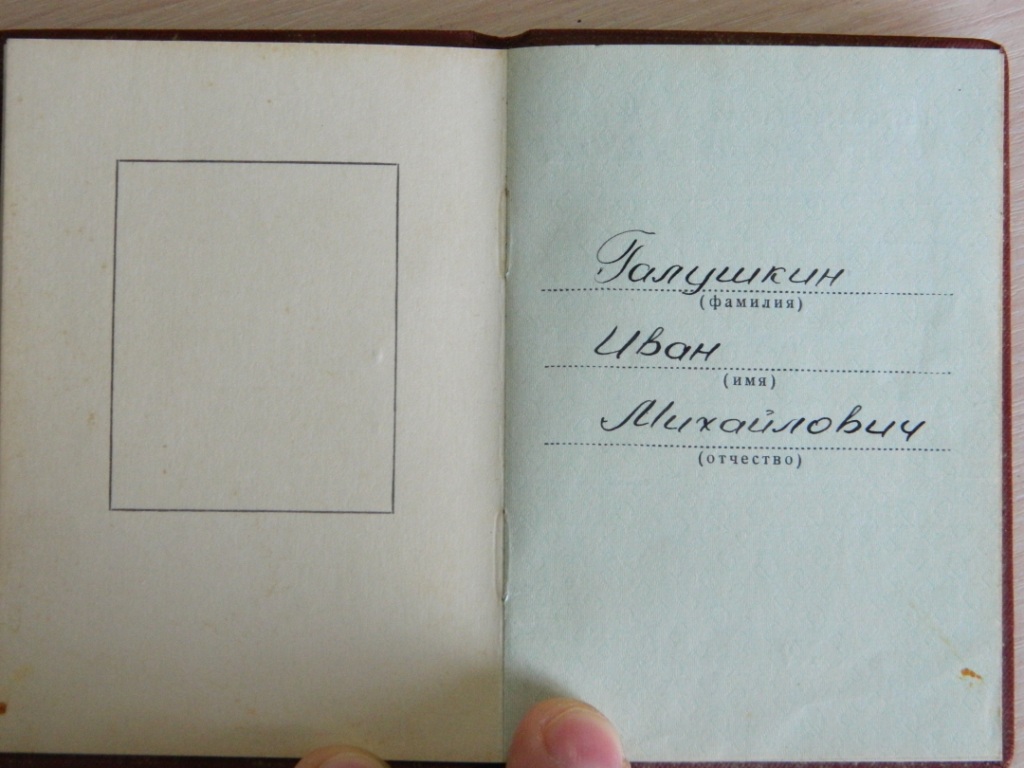 Галушкин
(фамилия)
Иван
(имя)
Михайлович
(отчество)